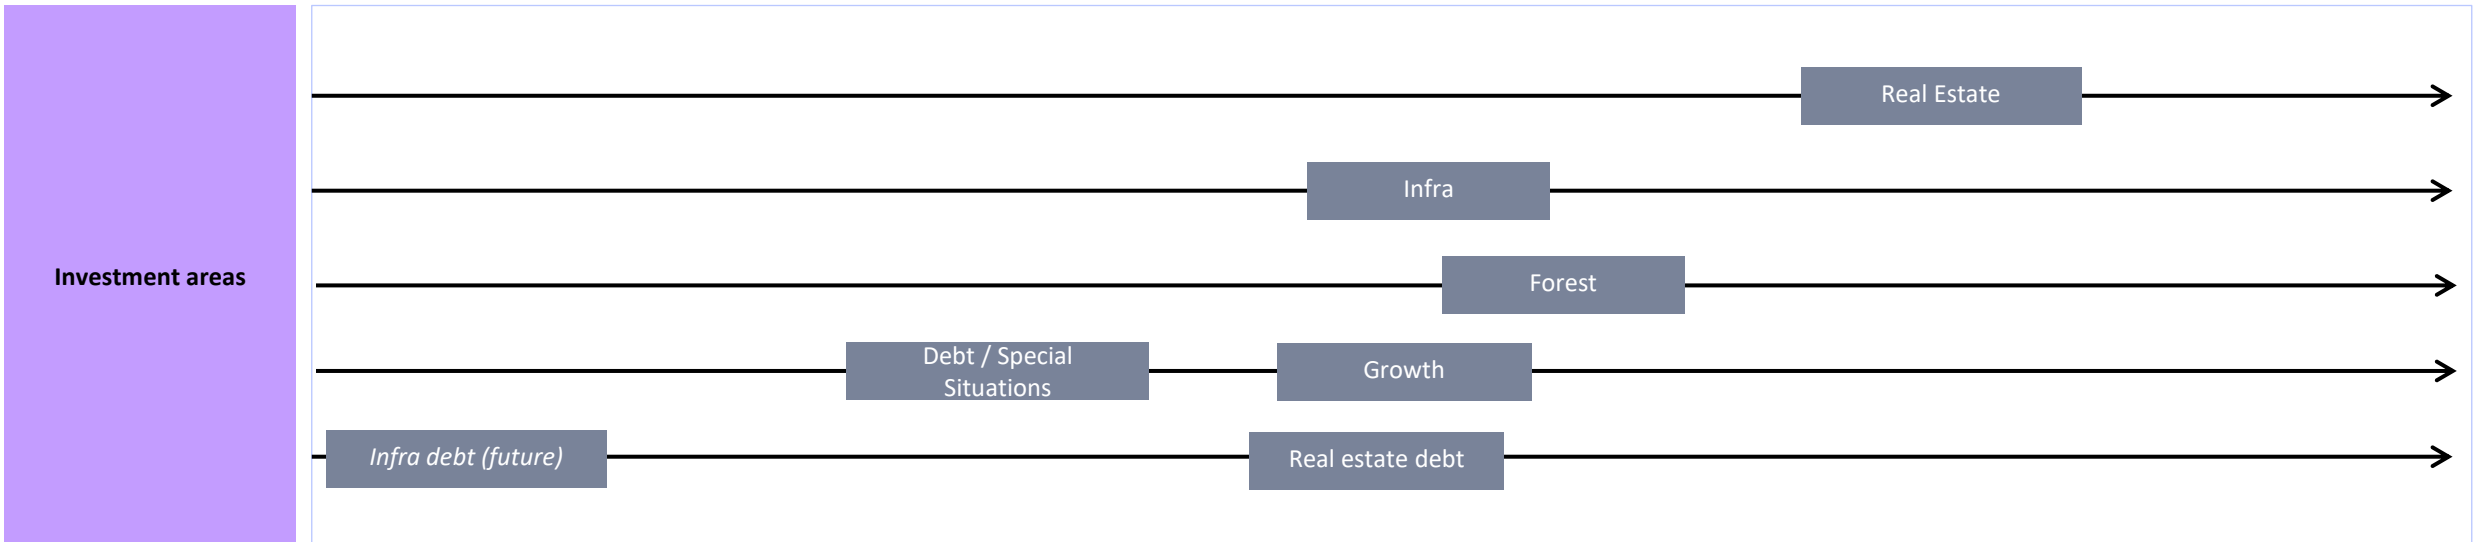 Investment areas
Real Estate
Infra
Forest
Debt / Special
Situations
Growth
Infra debt (future)
Real estate debt